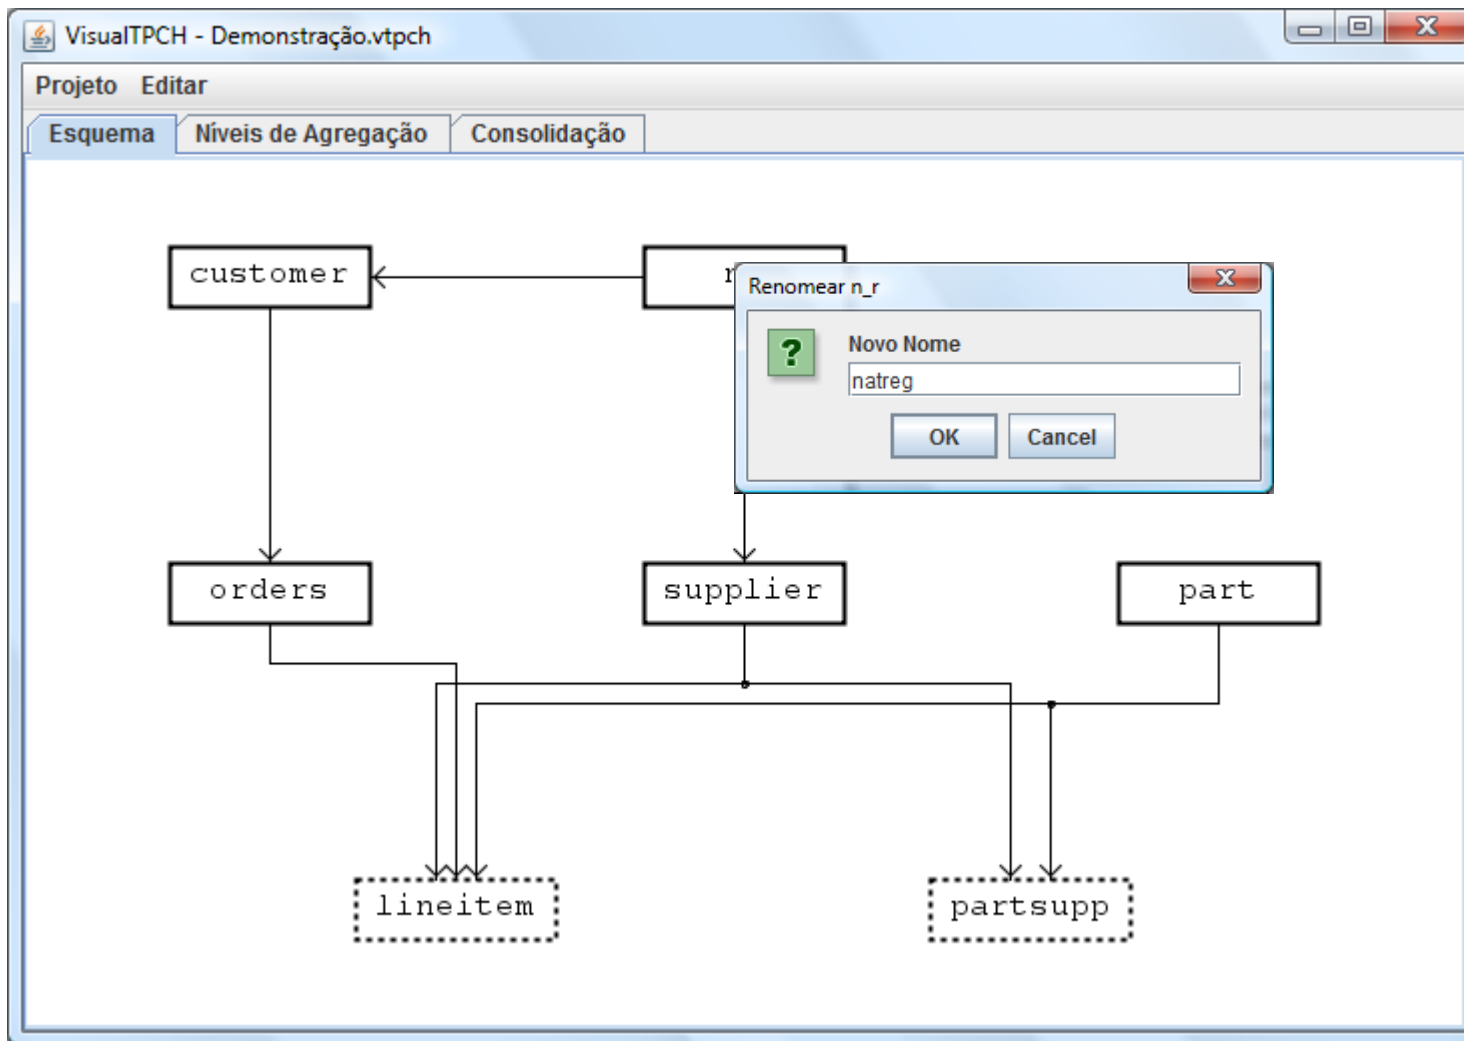 VisualTPCH - Demonstração.vtpch
Projeto Editar
Esquema Níveis de Agregação Consolidação
customer
Renomear n_r
Novo Nome
natreg
OK Cancel
orders supplier part
lineitem partsupp